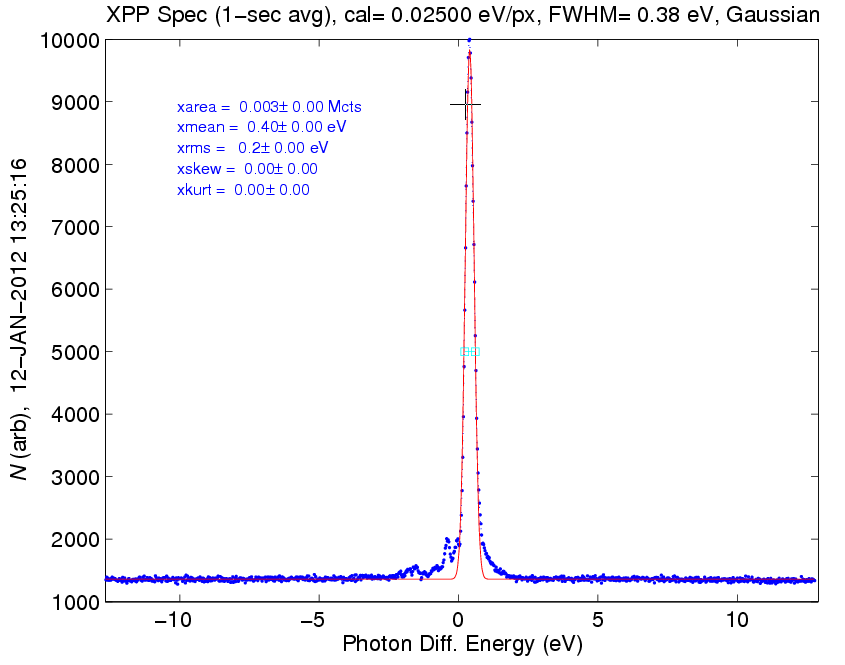 XPP Spec (1−sec avg), cal= 0.02500 eV/px, FWHM= 0.38 eV, Gaussian
10000
9000
8000
7000
6000
5000
4000
3000
2000
1000
xarea = 0.003± 0.00 Mcts
xmean = 0.40± 0.00 eV
xrms = 0.2± 0.00 eV
xskew = 0.00± 0.00
xkurt = 0.00± 0.00
N (arb), 12−JAN−2012 13:25:16
−10 −5 0 5 10
Photon Diff. Energy (eV)